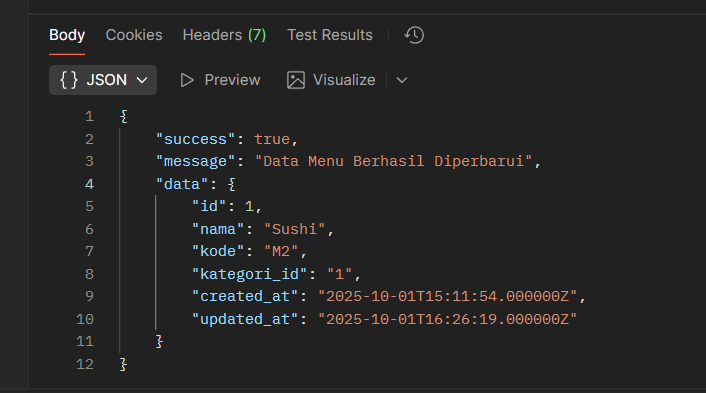 Body Cookies Headers (7) Test Results
{} JSON Preview Visualize
1 {
2 "success": true,
3 "message": "Data Menu Berhasil Diperbarui",
4 "data": {
5 "id": 1,
6 "nama": "Sushi",
7 "kode": "M2",
8 "kategori_id": "1",
9 "created_at": "2025-10-01T15:11:54.000000Z",
10 "updated_at": "2025-10-01T16:26:19.000000Z"
11 }
12 }